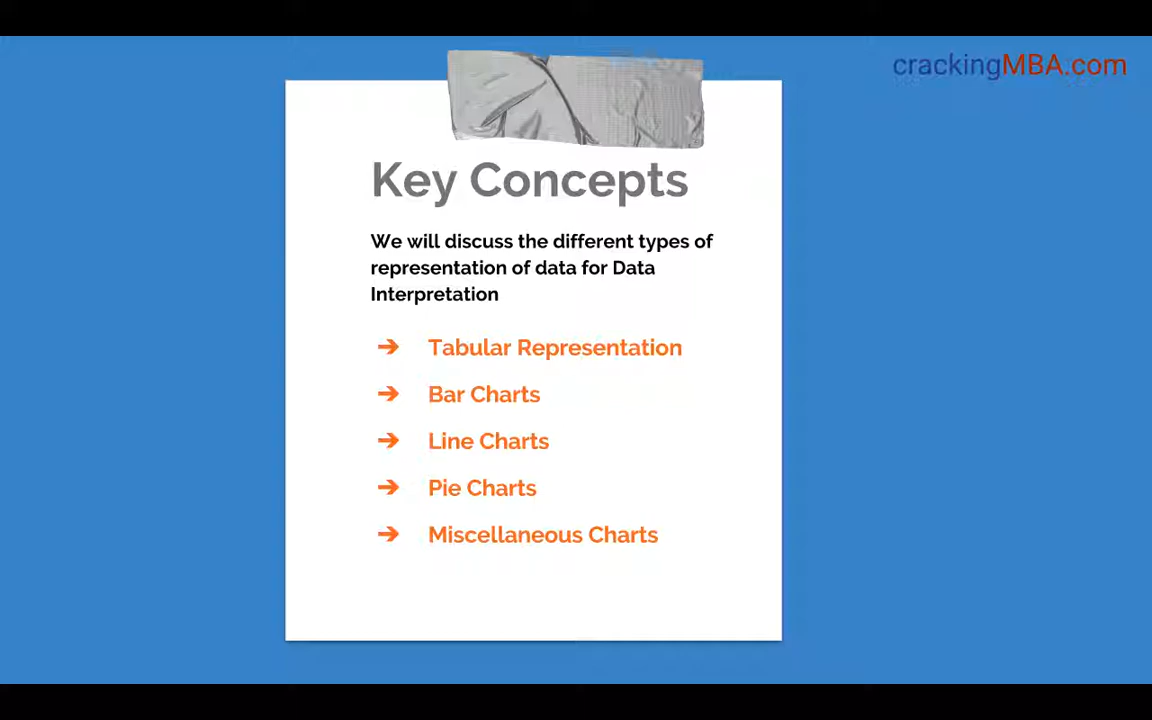 crackingMBA.com
Key Concepts
We will discuss the different types of
representation of data for Data
Interpretation
➔ Tabular Representation
➔ Bar Charts
➔ Line Charts
➔ Pie Charts
➔ Miscellaneous Charts